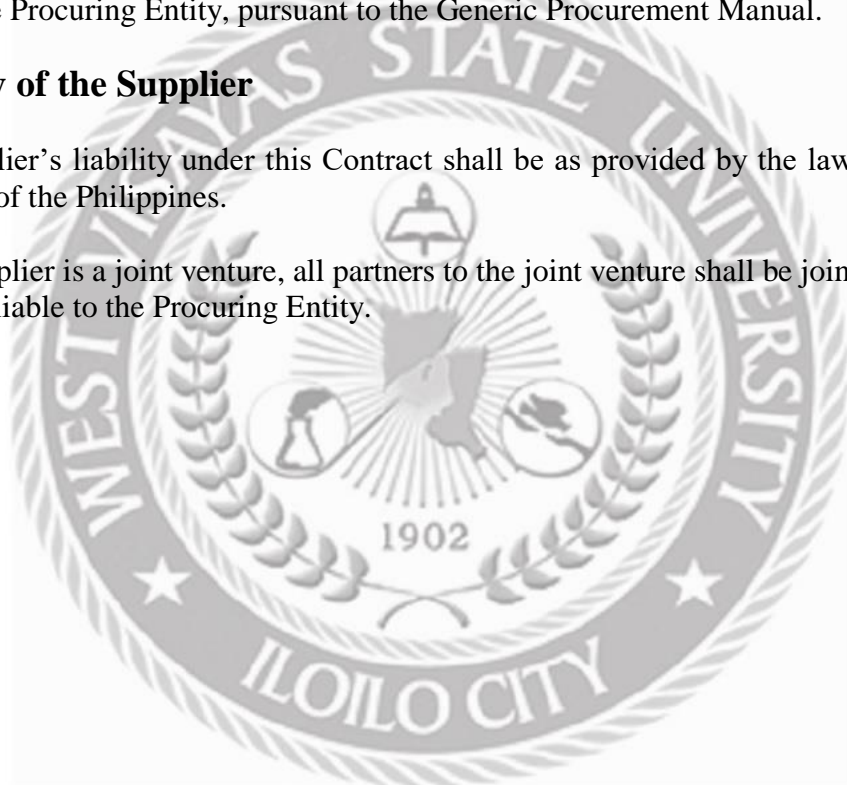 e Procuring Entity, pursuant to the Generic Procurement Manual.
y of the Supplier
lier’s liability under this Contract shall be as provided by the law
of the Philippines.
plier is a joint venture, all partners to the joint venture shall be join
liable to the Procuring Entity.
WEST VISAYAS STATE UNIVERSITY
1902
ILOILO CITY